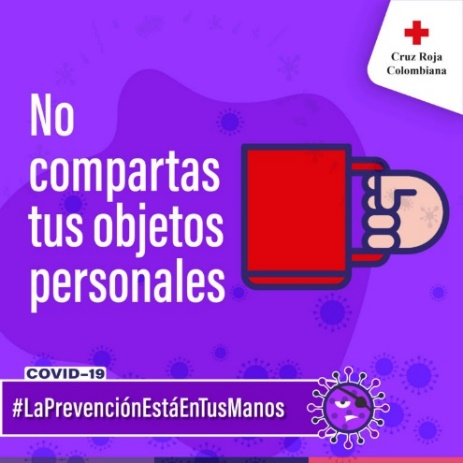 Cruz Roja
Colombiana
No
compartas
tus objetos
personales
COVID-19
#LaPrevenciónEstáEnTusManos